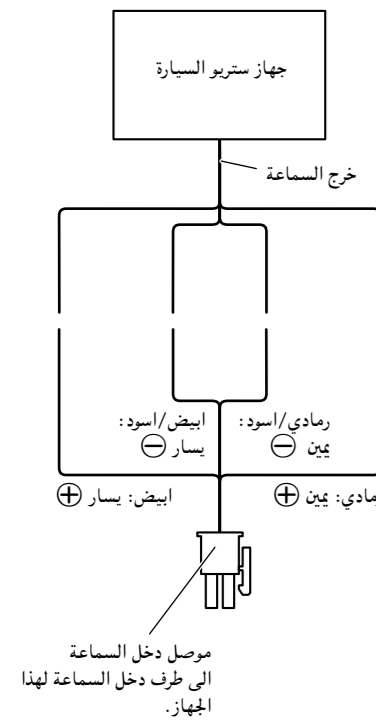 جهاز ستريو السيارة
خرج السماعة
رمادي/اسود:
يمين ⊖
ابيض/اسود:
يسار ⊖
رمادي: يمين ⊕
ابيض: يسار ⊕
موصل دخل السماعة
الى طرف دخل السماعة لهذا
الجهاز.